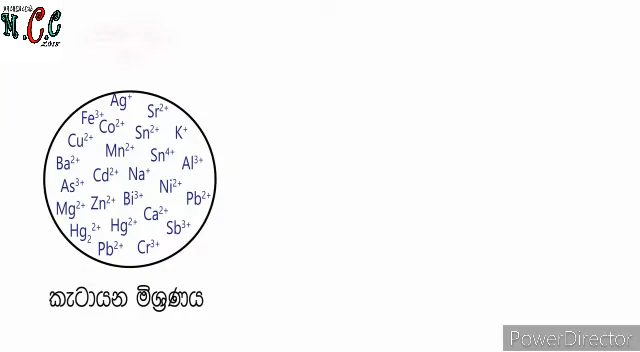 M.C.C
2018
Ag⁺
Fe³⁺ Co²⁺ Sr²⁺
Cu²⁺ Sn²⁺ K⁺
Ba²⁺ Mn²⁺ Sn⁴⁺ Al³⁺
As³⁺ Cd²⁺ Na⁺ Ni²⁺
Mg²⁺ Zn²⁺ Bi³⁺ Ca²⁺ Pb²⁺
Hg₂²⁺ Hg²⁺ Sb³⁺
Pb²⁺ Cr³⁺
කැටායන මිශ්‍රණය
PowerDirector